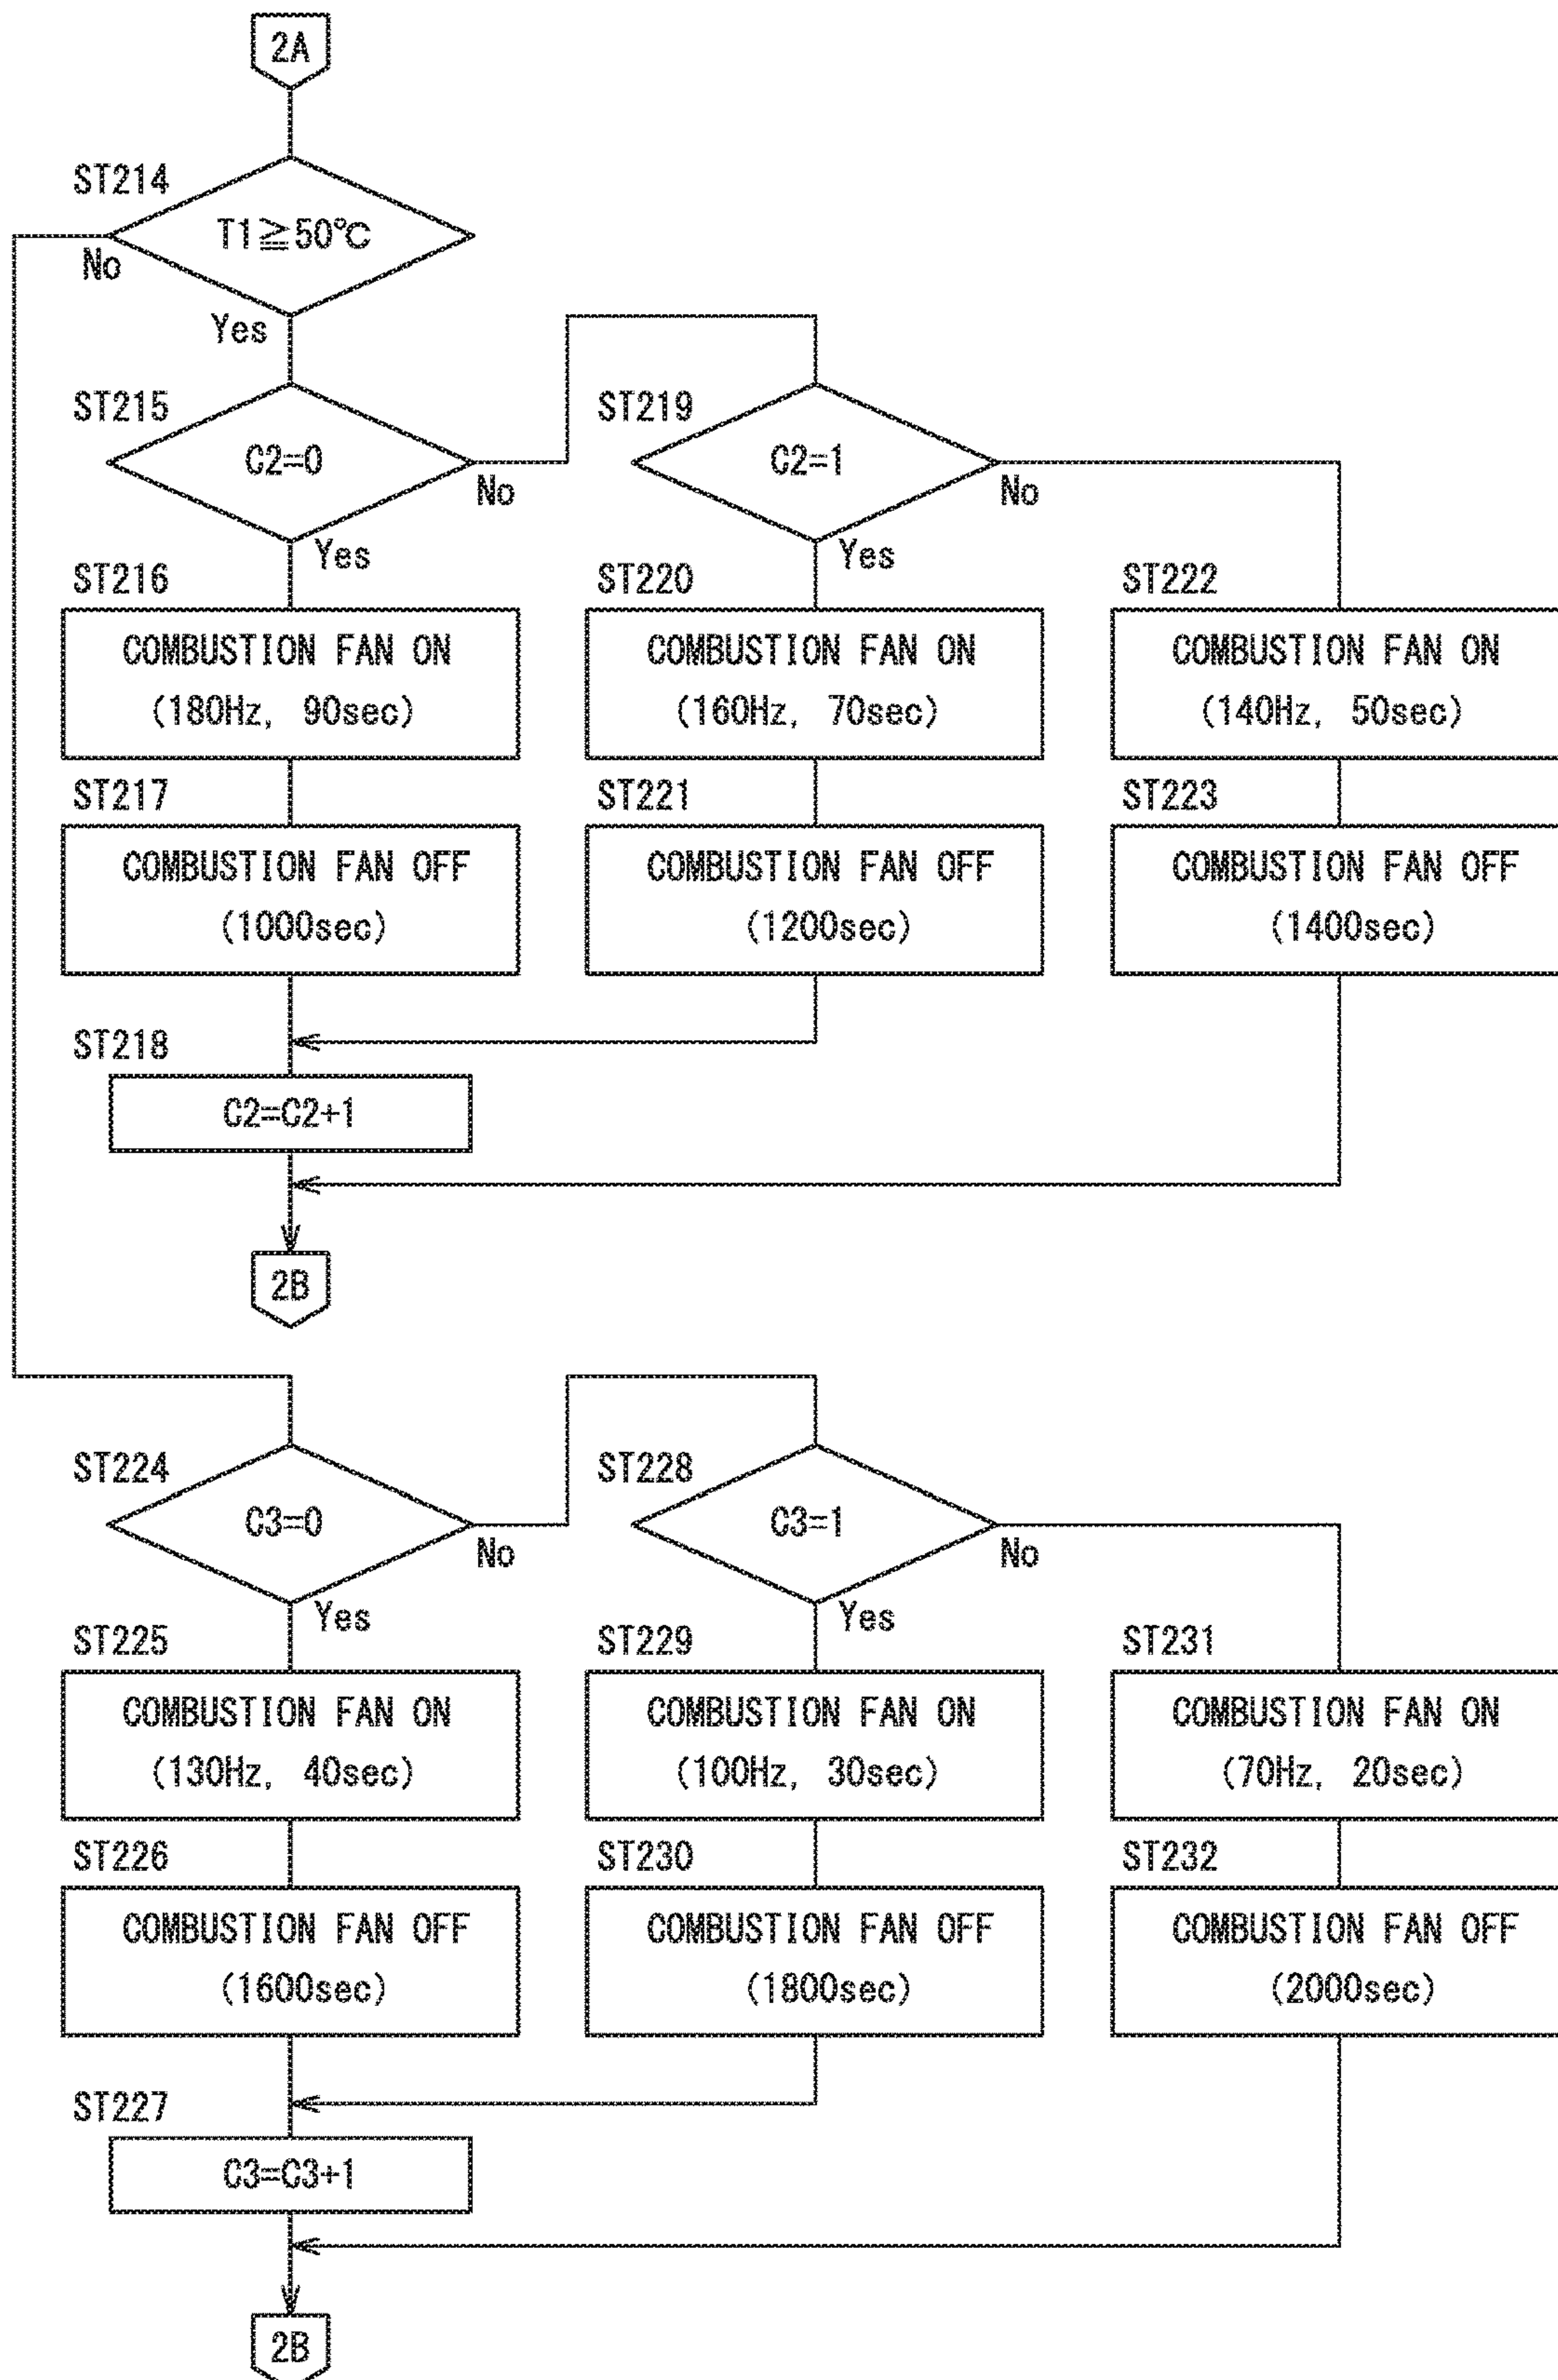 2A
ST214
T1≧50℃
No
Yes
ST215
C2=0
No
Yes
ST219
C2=1
No
Yes
ST216
COMBUSTION FAN ON
(180Hz, 90sec)
ST220
COMBUSTION FAN ON
(160Hz, 70sec)
ST222
COMBUSTION FAN ON
(140Hz, 50sec)
ST217
COMBUSTION FAN OFF
(1000sec)
ST221
COMBUSTION FAN OFF
(1200sec)
ST223
COMBUSTION FAN OFF
(1400sec)
ST218
C2=C2+1
2B
ST224
C3=0
No
Yes
ST228
C3=1
No
Yes
ST225
COMBUSTION FAN ON
(130Hz, 40sec)
ST229
COMBUSTION FAN ON
(100Hz, 30sec)
ST231
COMBUSTION FAN ON
(70Hz, 20sec)
ST226
COMBUSTION FAN OFF
(1600sec)
ST230
COMBUSTION FAN OFF
(1800sec)
ST232
COMBUSTION FAN OFF
(2000sec)
ST227
C3=C3+1
2B